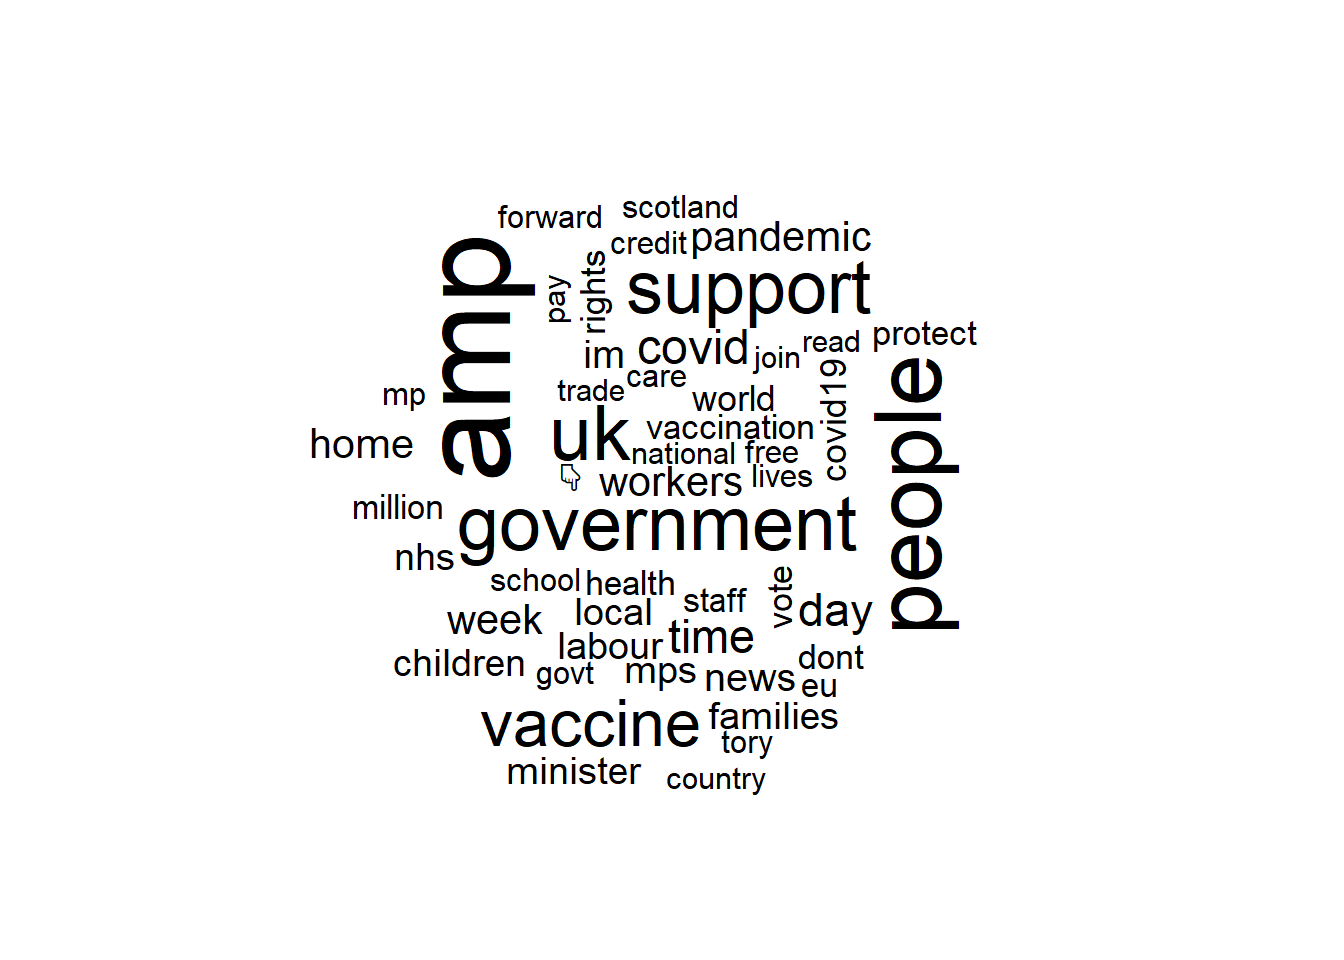 scotland
forward
credit
pandemic
amp
pay
rights
support
im
covid
join
read
protect
trade
care
covid19
people
mp
world
home
uk
vaccination
national
free
👇
workers
lives
million
government
nhs
school
health
staff
vote
week
local
day
labour
time
children
govt
mps
news
dont
eu
vaccine
families
tory
minister
country